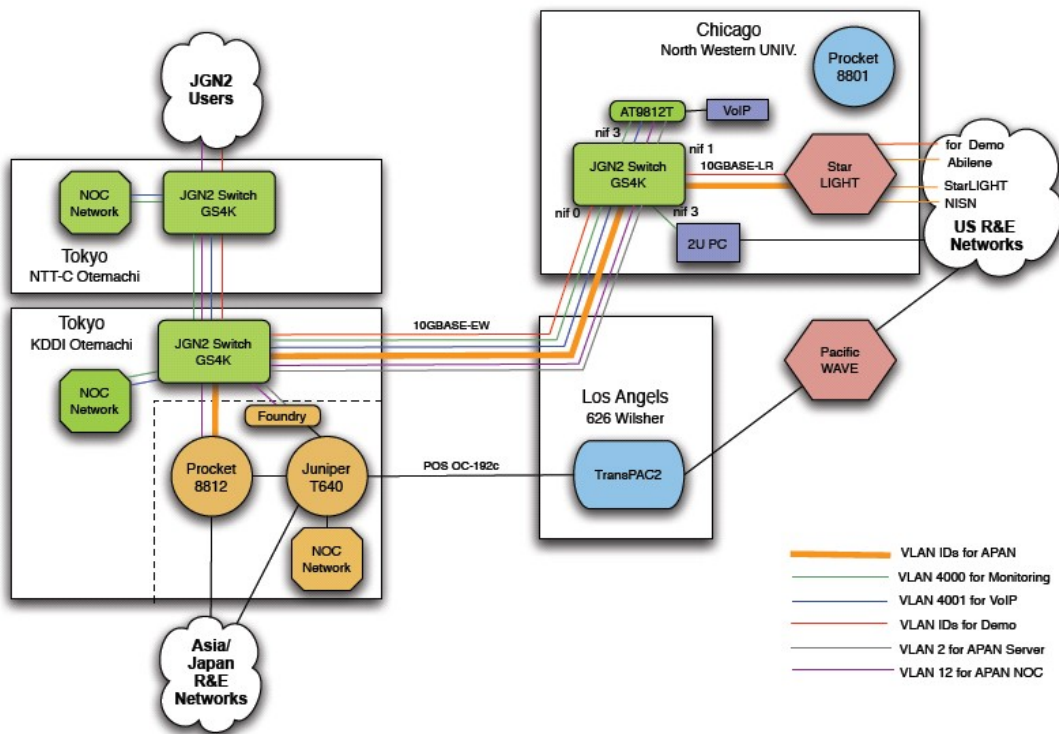 JGN2
Users
NOC
Network
JGN2 Switch
GS4K
Tokyo
NTT-C Otemachi
Tokyo
KDDI Otemachi
JGN2 Switch
GS4K
NOC
Network
Foundry
Procket
8812
Juniper
T640
NOC
Network
Asia/
Japan
R&E
Networks
10GBASE-EW
POS OC-192c
Chicago
North Western UNIV.
Procket
8801
AT9812T
VoIP
nif 3
nif 1
JGN2 Switch
GS4K
10GBASE-LR
Star
LIGHT
nif 0
nif 3
2U PC
for Demo
Abilene
StarLIGHT
NISN
US R&E
Networks
Los Angels
626 Wilsher
TransPAC2
Pacific
WAVE
VLAN IDs for APAN
VLAN 4000 for Monitoring
VLAN 4001 for VoIP
VLAN IDs for Demo
VLAN 2 for APAN Server
VLAN 12 for APAN NOC